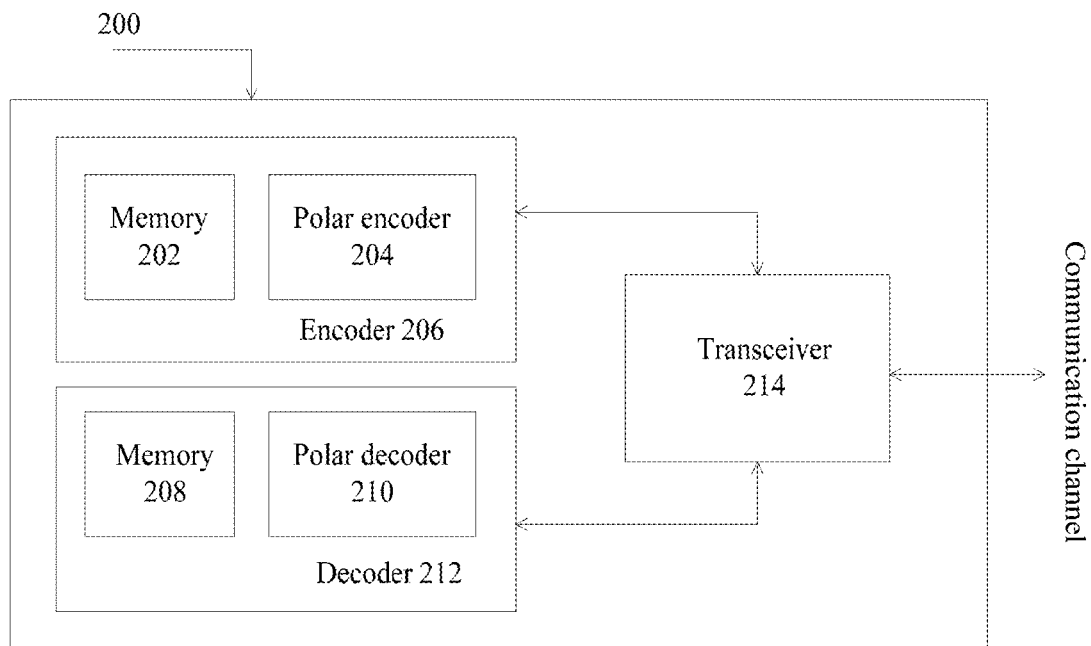 200
Memory
202
Polar encoder
204
Encoder 206
Transceiver
214
Communication channel
Memory
208
Polar decoder
210
Decoder 212